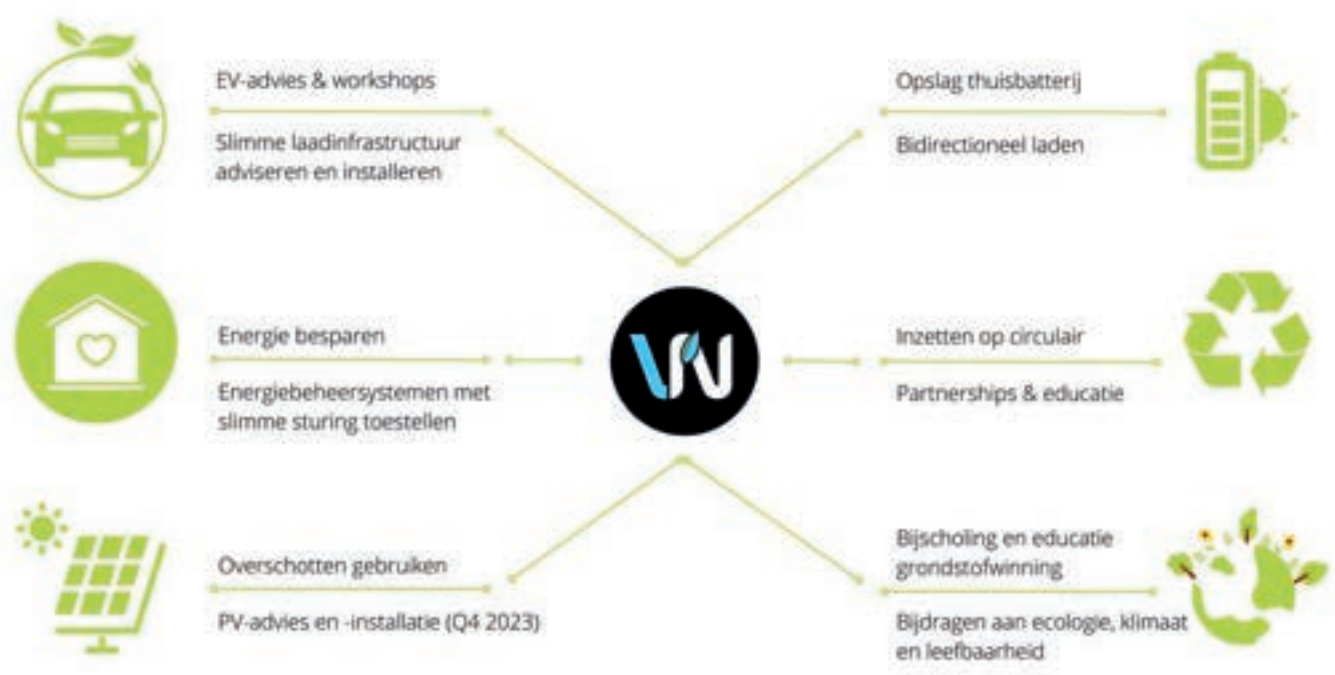 EV-advies & workshops
Slimme laadinfrastructuur
adviseren en installeren
Opslag thuisbatterij
Bidirectioneel laden
Energie besparen
Energiebeheersystemen met
slimme sturing toestellen
VN
Inzetten op circulair
Partnerships & educatie
Overschotten gebruiken
PV-advies en -installatie (Q4 2023)
Bijscholing en educatie
grondstofwinning
Bijdragen aan ecologie, klimaat
en leefbaarheid